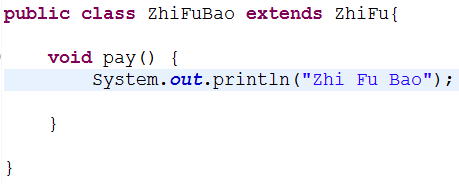 public class ZhiFuBao extends ZhiFu{
void pay() {
System.out.println("Zhi Fu Bao");
}
}